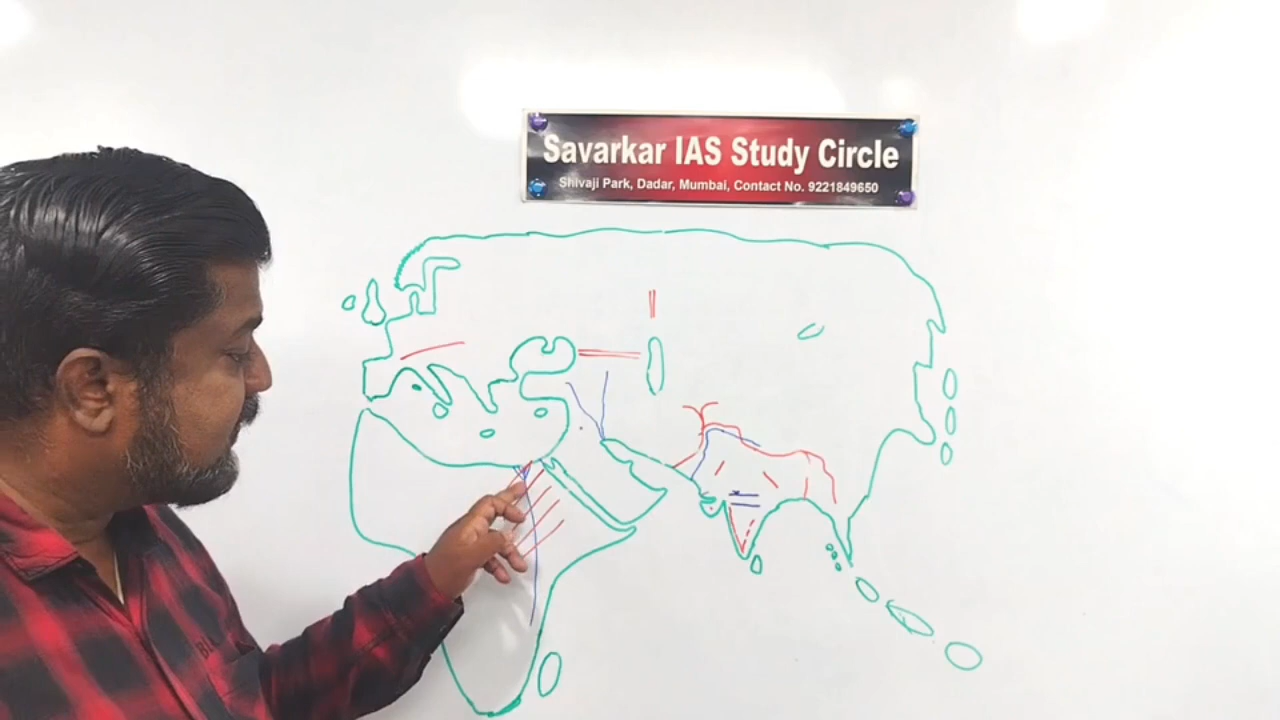 Savarkar IAS Study Circle
Shivaji Park, Dadar, Mumbai, Contact No. 9221849650